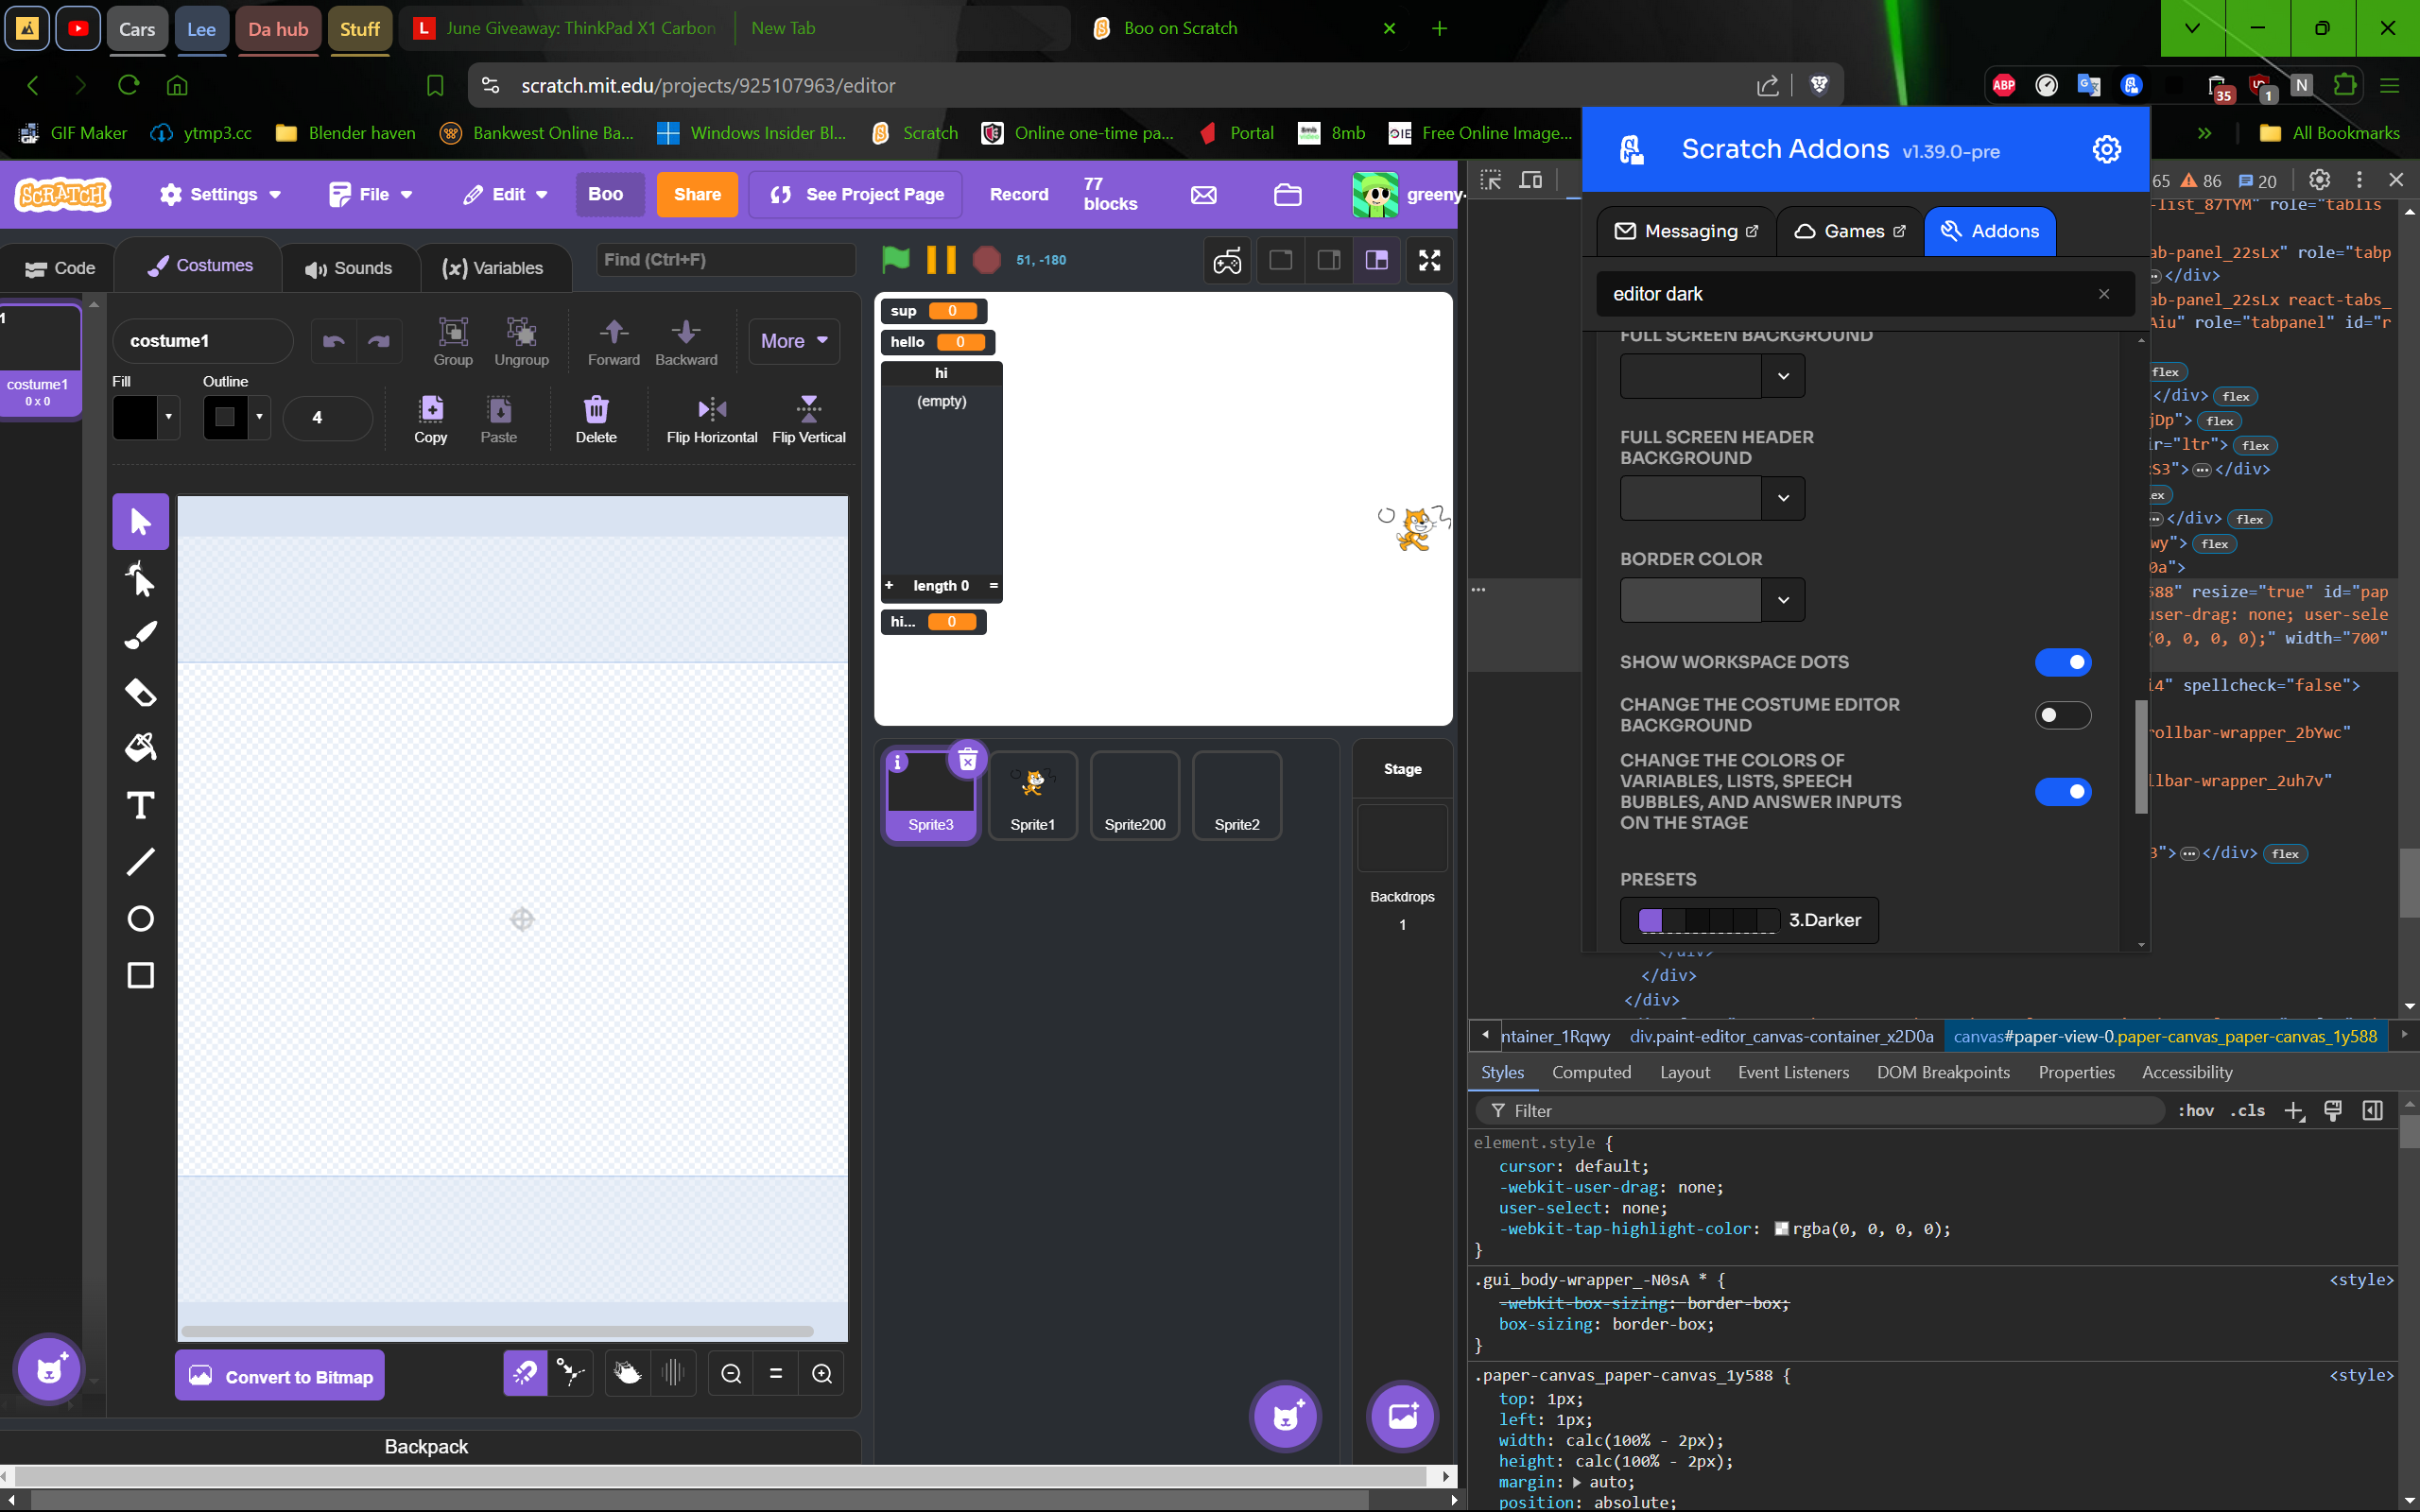 Cars
Lee
Da hub
Stuff
L June Giveaway: ThinkPad X1 Carbon
New Tab
Boo on Scratch
scratch.mit.edu/projects/925107963/editor
ABP
35
1
N
GIF Maker
ytmp3.cc
Blender haven
Bankwest Online Ba...
Windows Insider Bl...
Scratch
Online one-time pa...
Portal
8mb
OIE Free Online Image...
All Bookmarks
SCRATCH
Settings
File
Edit
Boo
Share
See Project Page
Record
77 blocks
greeny.
Code
Costumes
Sounds
(x) Variables
Find (Ctrl+F)
51, -180
1
costume1
0 x 0
costume1
Group
Ungroup
Forward
Backward
More
Fill
Outline
4
Copy
Paste
Delete
Flip Horizontal
Flip Vertical
Convert to Bitmap
Backpack
sup 0
hello 0
hi
(empty)
+ length 0 =
hi... 0
Sprite3
Sprite1
Sprite200
Sprite2
Stage
Backdrops
1
Scratch Addons v1.39.0-pre
Messaging
Games
Addons
editor dark
FULL SCREEN BACKGROUND
FULL SCREEN HEADER
BACKGROUND
BORDER COLOR
SHOW WORKSPACE DOTS
CHANGE THE COSTUME EDITOR
BACKGROUND
CHANGE THE COLORS OF
VARIABLES, LISTS, SPEECH
BUBBLES, AND ANSWER INPUTS
ON THE STAGE
PRESETS
3.Darker
65 86 20
-list_87TYM" role="tablis
ab-panel_22sLx" role="tabp
</div>
ab-panel_22sLx react-tabs_
Aiu" role="tabpanel" id="r
flex
</div> flex
jDp"> flex
ir="ltr"> flex
S3">…</div>
ex
</div> flex
wy"> flex
0a">
588" resize="true" id="pap
user-drag: none; user-sele
(0, 0, 0, 0);" width="700"
i4" spellcheck="false">
rollbar-wrapper_2bYwc"
llbar-wrapper_2uh7v"
3">…</div> flex
</div>
</div>
</div>
ntainer_1Rqwy
div.paint-editor_canvas-container_x2D0a
canvas#paper-view-0.paper-canvas_paper-canvas_1y588
Styles
Computed
Layout
Event Listeners
DOM Breakpoints
Properties
Accessibility
Filter
:hov .cls
element.style {
cursor: default;
-webkit-user-drag: none;
user-select: none;
-webkit-tap-highlight-color: rgba(0, 0, 0, 0);
}
.gui_body-wrapper_-N0sA * { <style>
-webkit-box-sizing: border-box;
box-sizing: border-box;
}
.paper-canvas_paper-canvas_1y588 { <style>
top: 1px;
left: 1px;
width: calc(100% - 2px);
height: calc(100% - 2px);
margin: auto;
position: absolute;